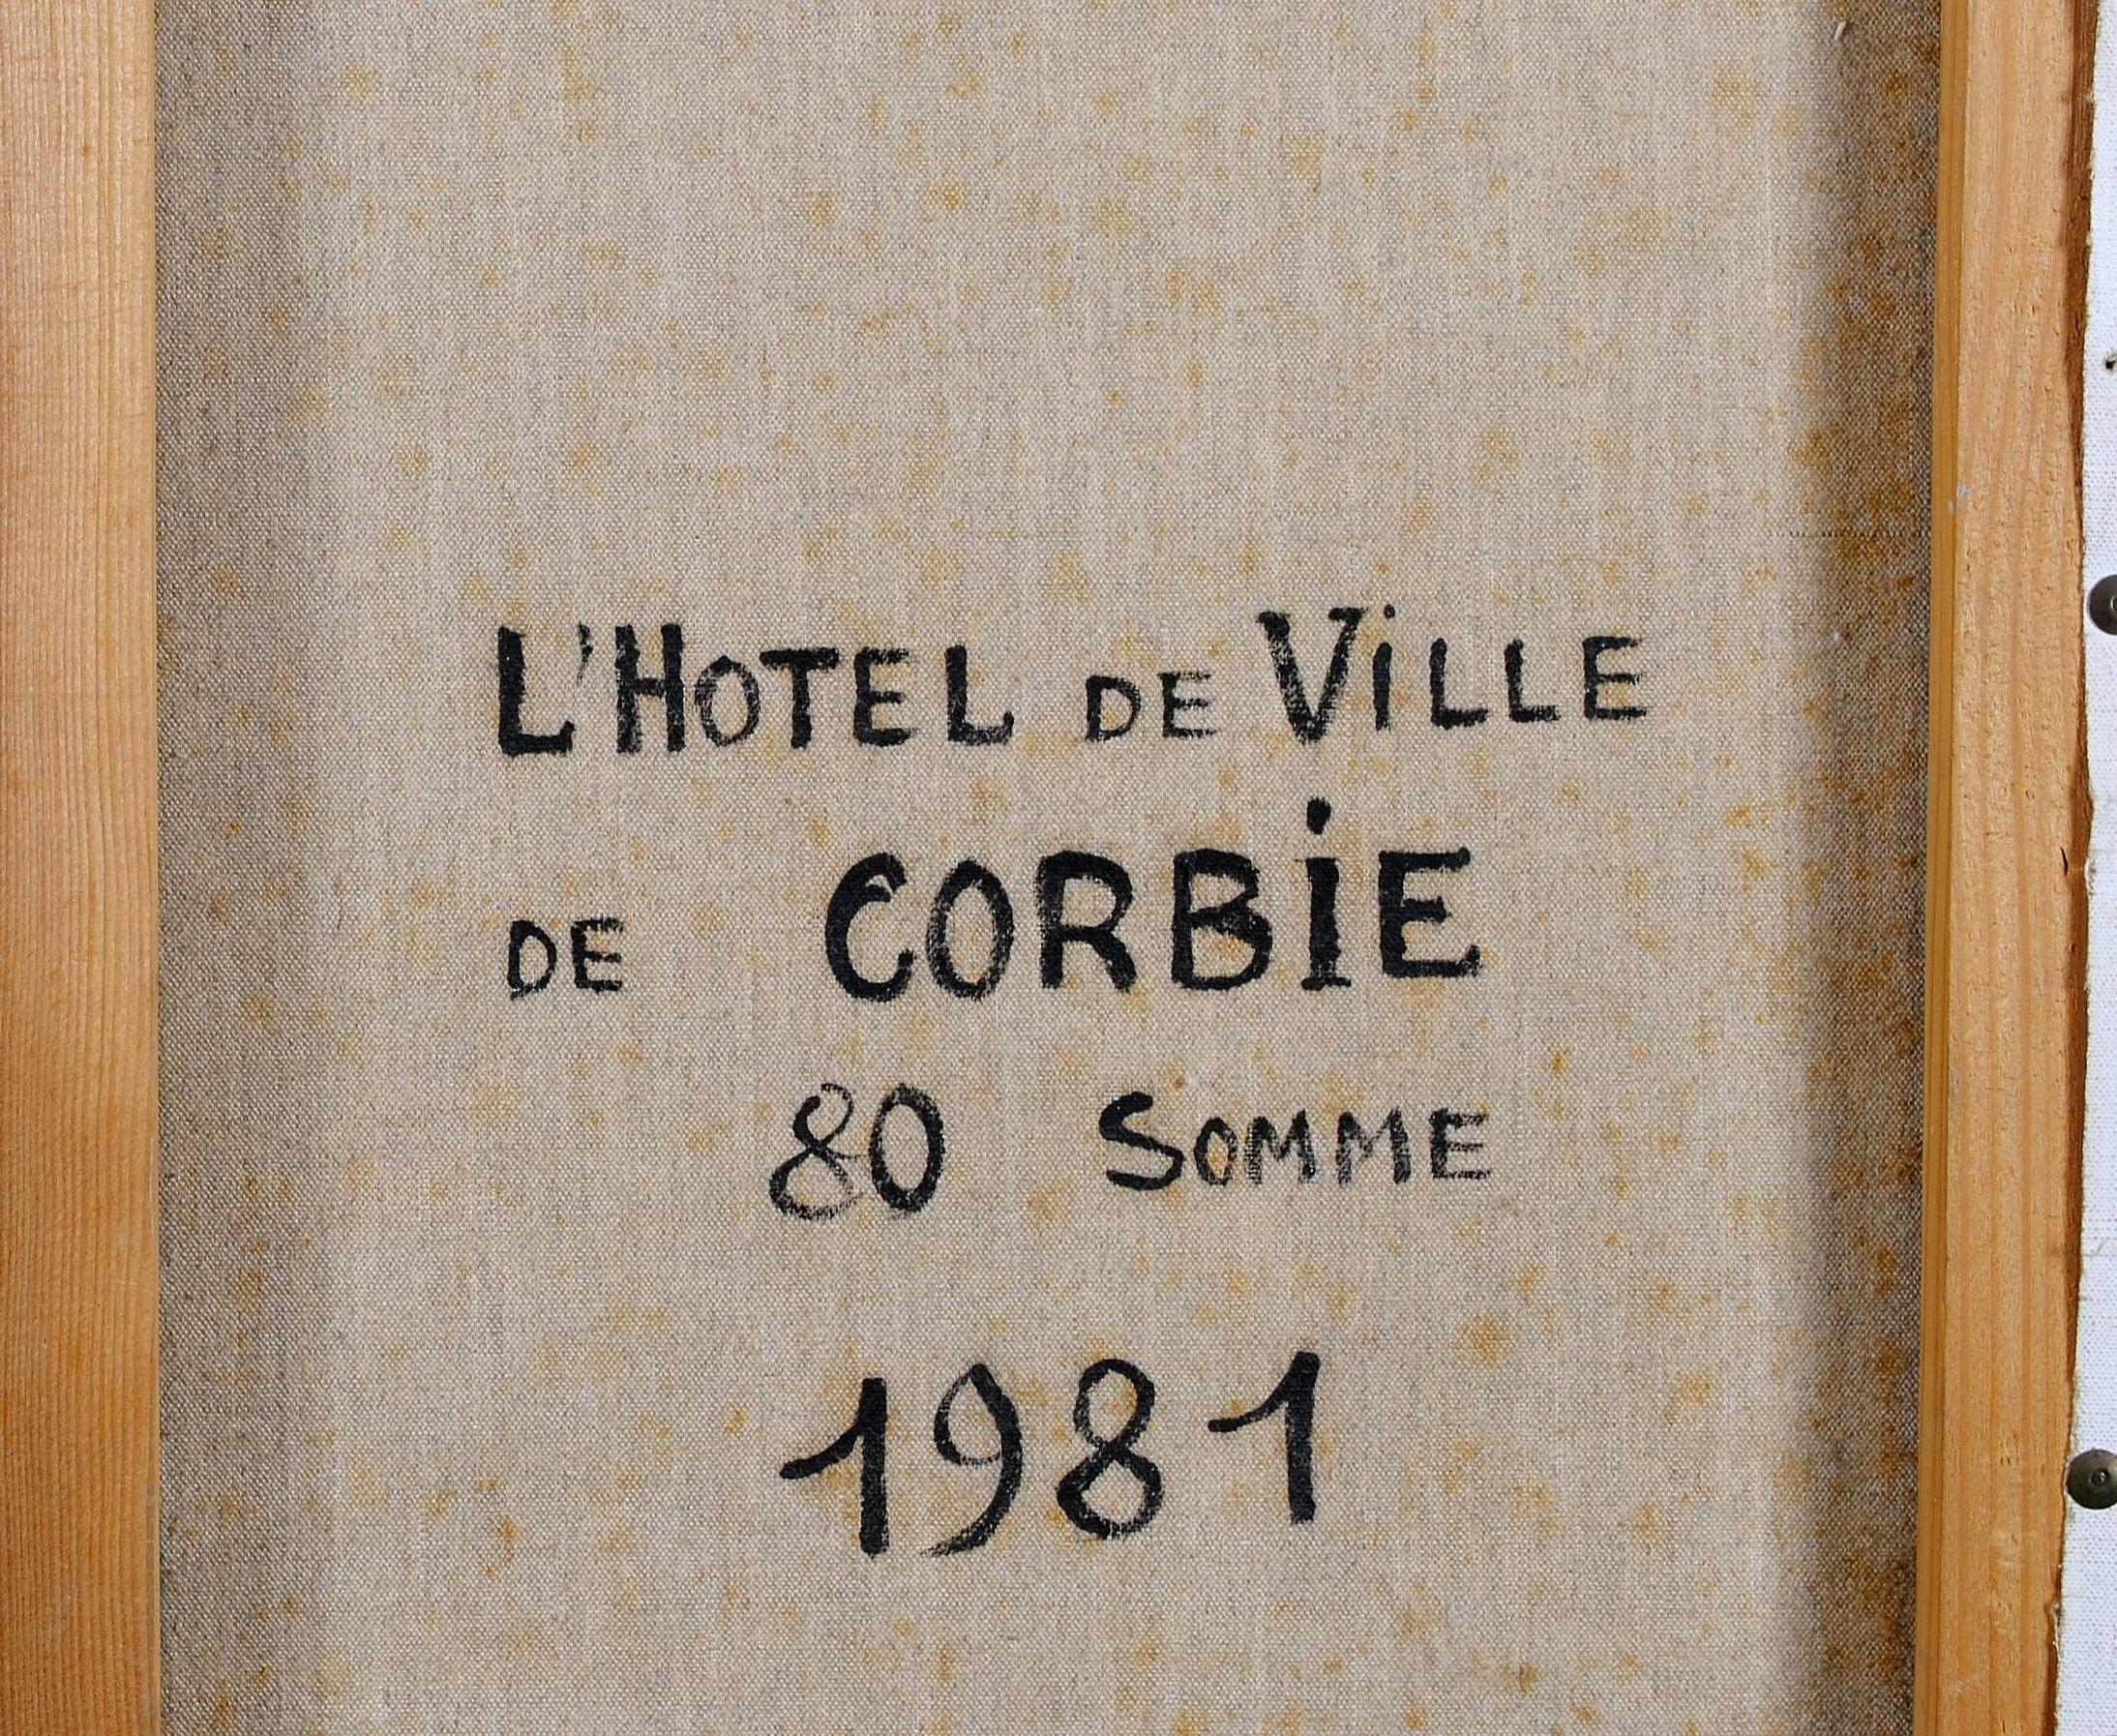 L'HOTEL DE ViLLE
DE CORBiE
80 SOMME
1981